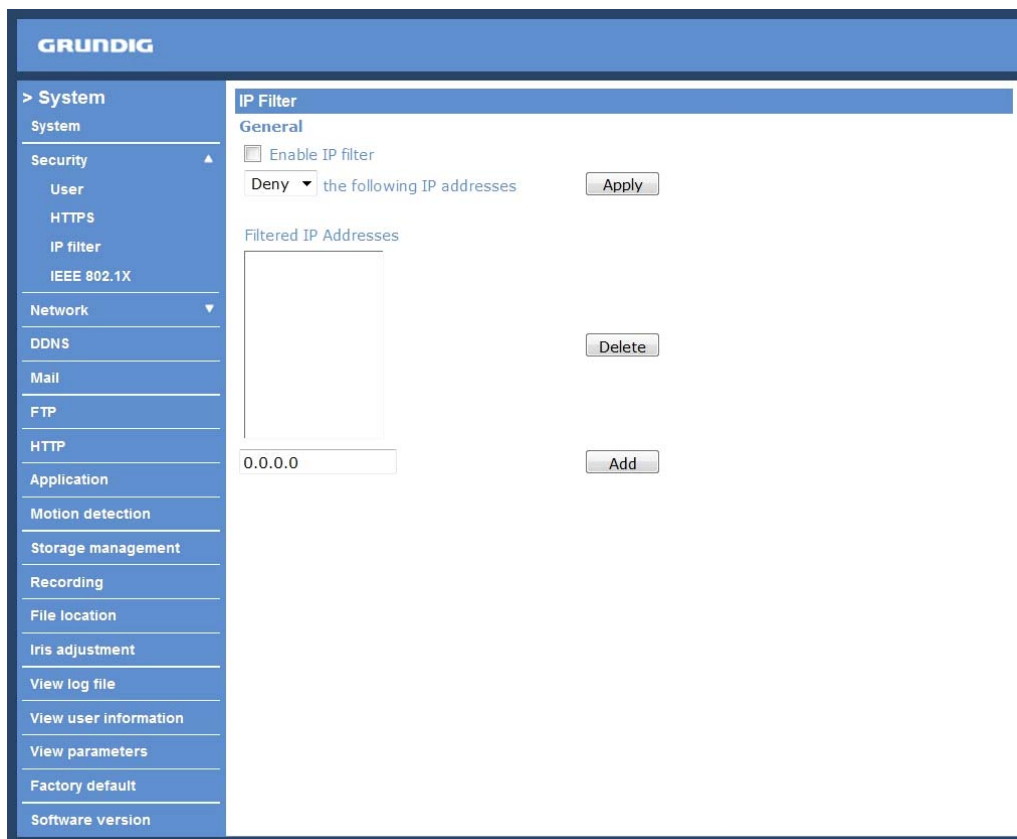 GRUNDIG
> System
System
Security
User
HTTPS
IP filter
IEEE 802.1X
Network
DDNS
Mail
FTP
HTTP
Application
Motion detection
Storage management
Recording
File location
Iris adjustment
View log file
View user information
View parameters
Factory default
Software version
IP Filter
General
Enable IP filter
Deny the following IP addresses Apply
Filtered IP Addresses
Delete
0.0.0.0 Add